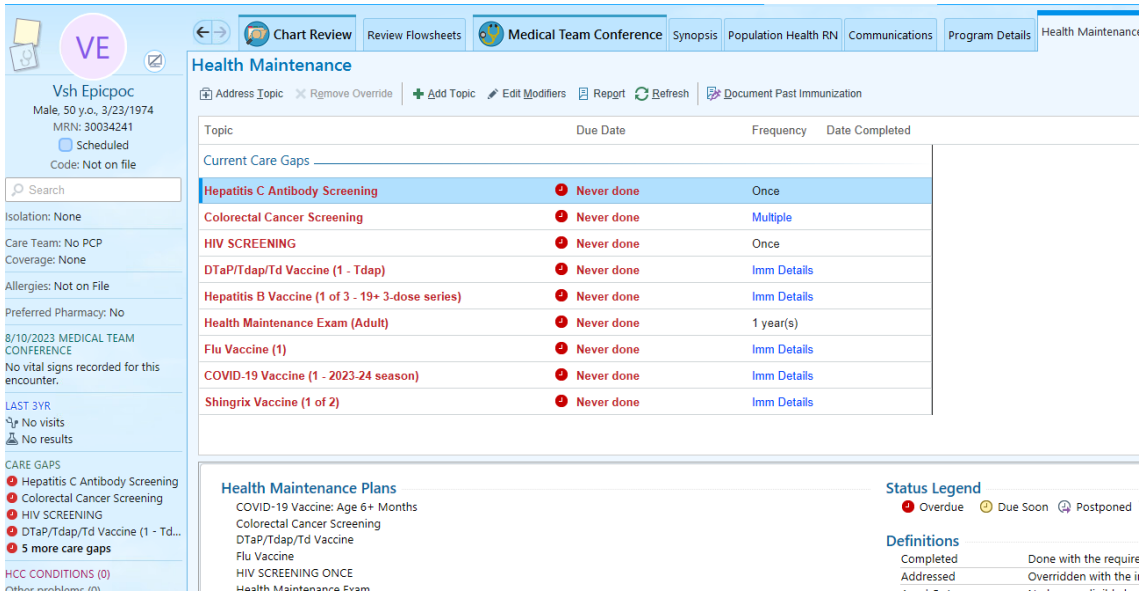 VE
Vsh Epicpoc
Male, 50 y.o., 3/23/1974
MRN: 30034241
Scheduled
Code: Not on file
Search
Isolation: None
Care Team: No PCP
Coverage: None
Allergies: Not on File
Preferred Pharmacy: No
8/10/2023 MEDICAL TEAM
CONFERENCE
No vital signs recorded for this
encounter.
LAST 3YR
No visits
No results
CARE GAPS
Hepatitis C Antibody Screening
Colorectal Cancer Screening
HIV SCREENING
DTaP/Tdap/Td Vaccine (1 - Td...
5 more care gaps
HCC CONDITIONS (0)
Other problems (0)
Chart Review Review Flowsheets Medical Team Conference Synopsis Population Health RN Communications Program Details Health Maintenance
Health Maintenance
Address Topic Remove Override Add Topic Edit Modifiers Report Refresh Document Past Immunization
Topic Due Date Frequency Date Completed
Current Care Gaps
Hepatitis C Antibody Screening Never done Once
Colorectal Cancer Screening Never done Multiple
HIV SCREENING Never done Once
DTaP/Tdap/Td Vaccine (1 - Tdap) Never done Imm Details
Hepatitis B Vaccine (1 of 3 - 19+ 3-dose series) Never done Imm Details
Health Maintenance Exam (Adult) Never done 1 year(s)
Flu Vaccine (1) Never done Imm Details
COVID-19 Vaccine (1 - 2023-24 season) Never done Imm Details
Shingrix Vaccine (1 of 2) Never done Imm Details
Health Maintenance Plans
COVID-19 Vaccine: Age 6+ Months
Colorectal Cancer Screening
DTaP/Tdap/Td Vaccine
Flu Vaccine
HIV SCREENING ONCE
Health Maintenance Exam
Status Legend
Overdue Due Soon Postponed
Definitions
Completed Done with the require
Addressed Overridden with the i